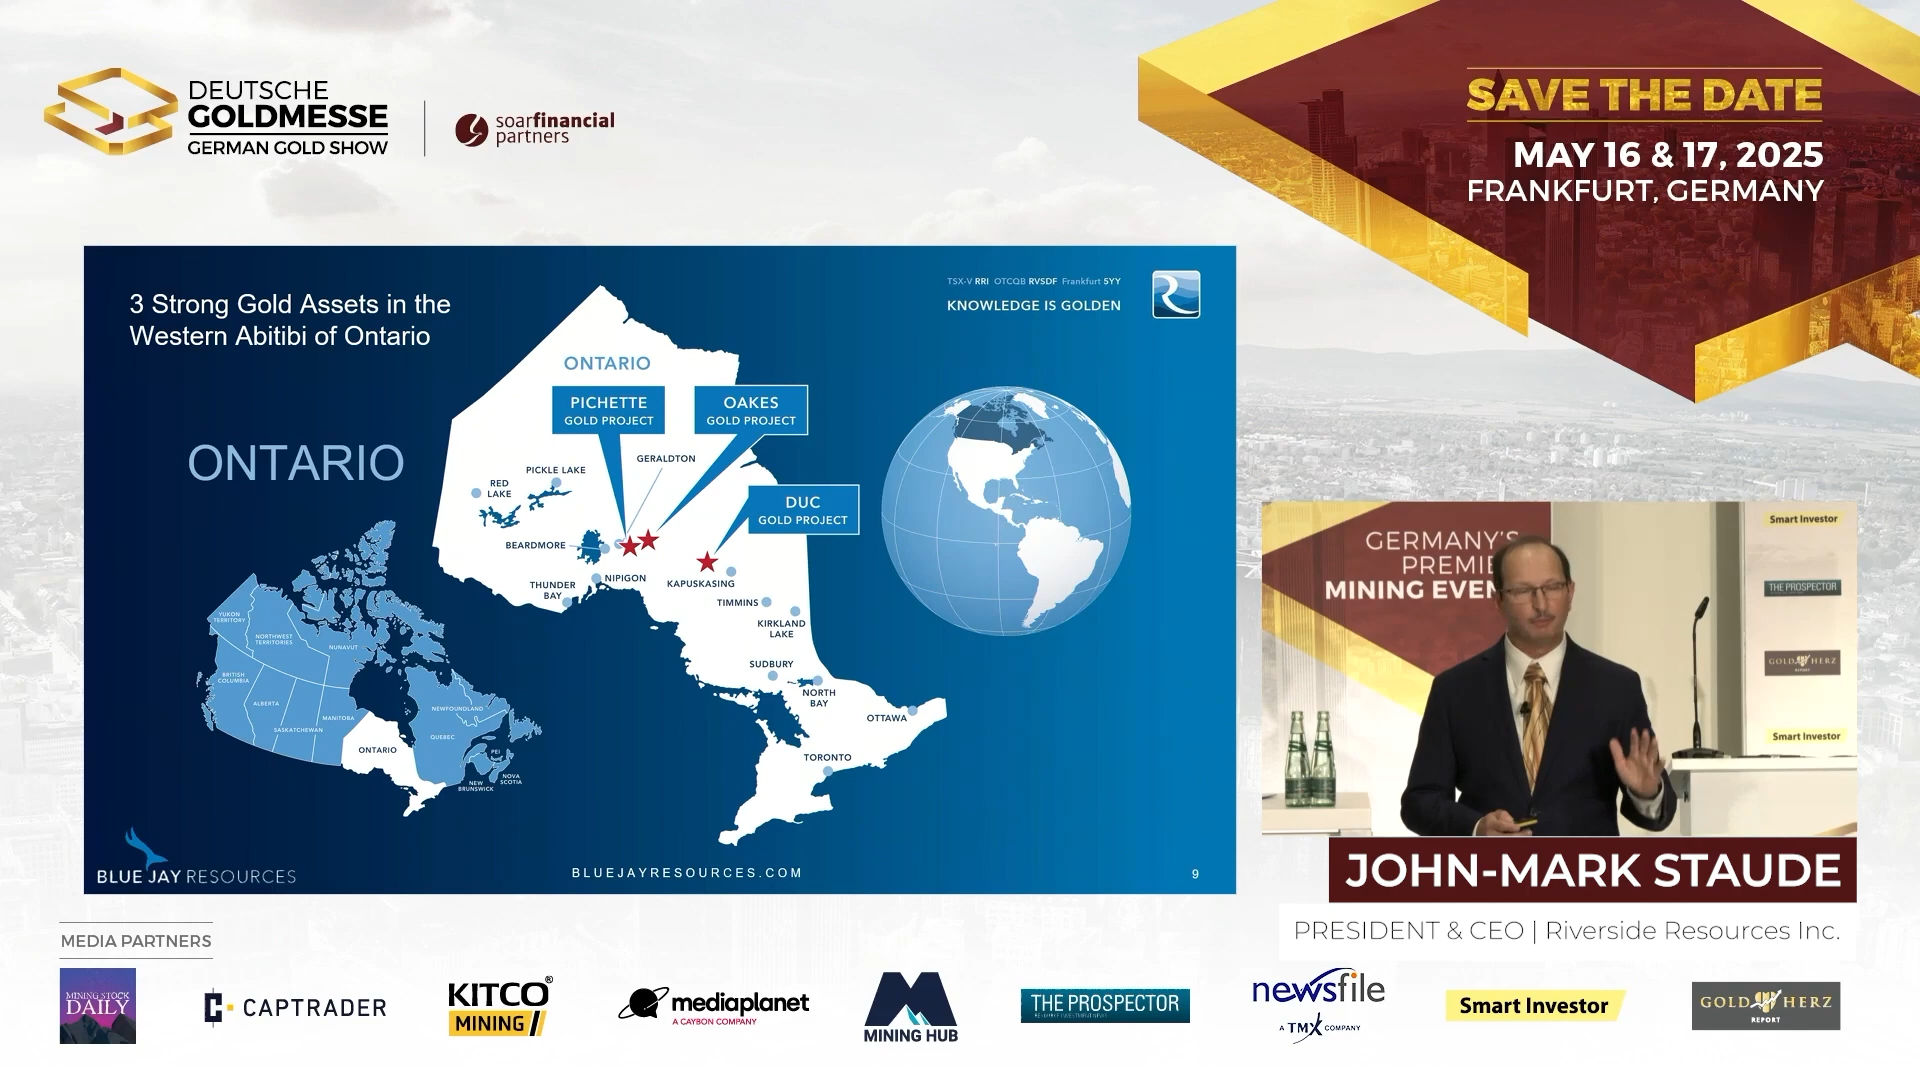 DEUTSCHE
GOLDMESSE
GERMAN GOLD SHOW
soarfinancial
partners
SAVE THE DATE
MAY 16 & 17, 2025
FRANKFURT, GERMANY
3 Strong Gold Assets in the
Western Abitibi of Ontario
TSX-V RRI OTCQB RVSDF Frankfurt 5YY
KNOWLEDGE IS GOLDEN
ONTARIO
ONTARIO
PICHETTE
GOLD PROJECT
OAKES
GOLD PROJECT
DUC
GOLD PROJECT
GERALDTON
PICKLE LAKE
RED
LAKE
BEARDMORE
THUNDER
BAY
NIPIGON
KAPUSKASING
TIMMINS
KIRKLAND
LAKE
SUDBURY
NORTH
BAY
OTTAWA
TORONTO
YUKON
TERRITORY
NORTHWEST
TERRITORIES
NUNAVUT
BRITISH
COLUMBIA
ALBERTA
SASKATCHEWAN
MANITOBA
ONTARIO
QUEBEC
NEWFOUNDLAND
PEI
NEW
BRUNSWICK
NOVA
SCOTIA
BLUE JAY RESOURCES
BLUEJAYRESOURCES.COM
9
GERMANY'S
PREMIE
MINING EVEN
Smart Investor
THE PROSPECTOR
GOLD HERZ
REPORT
Smart Investor
JOHN-MARK STAUDE
PRESIDENT & CEO | Riverside Resources Inc.
MEDIA PARTNERS
MINING STOCK
DAILY
CAPTRADER
KITCO®
MINING
mediaplanet
A CAYBON COMPANY
MINING HUB
THE PROSPECTOR
newsfile
A TMX COMPANY
Smart Investor
GOLD HERZ
REPORT